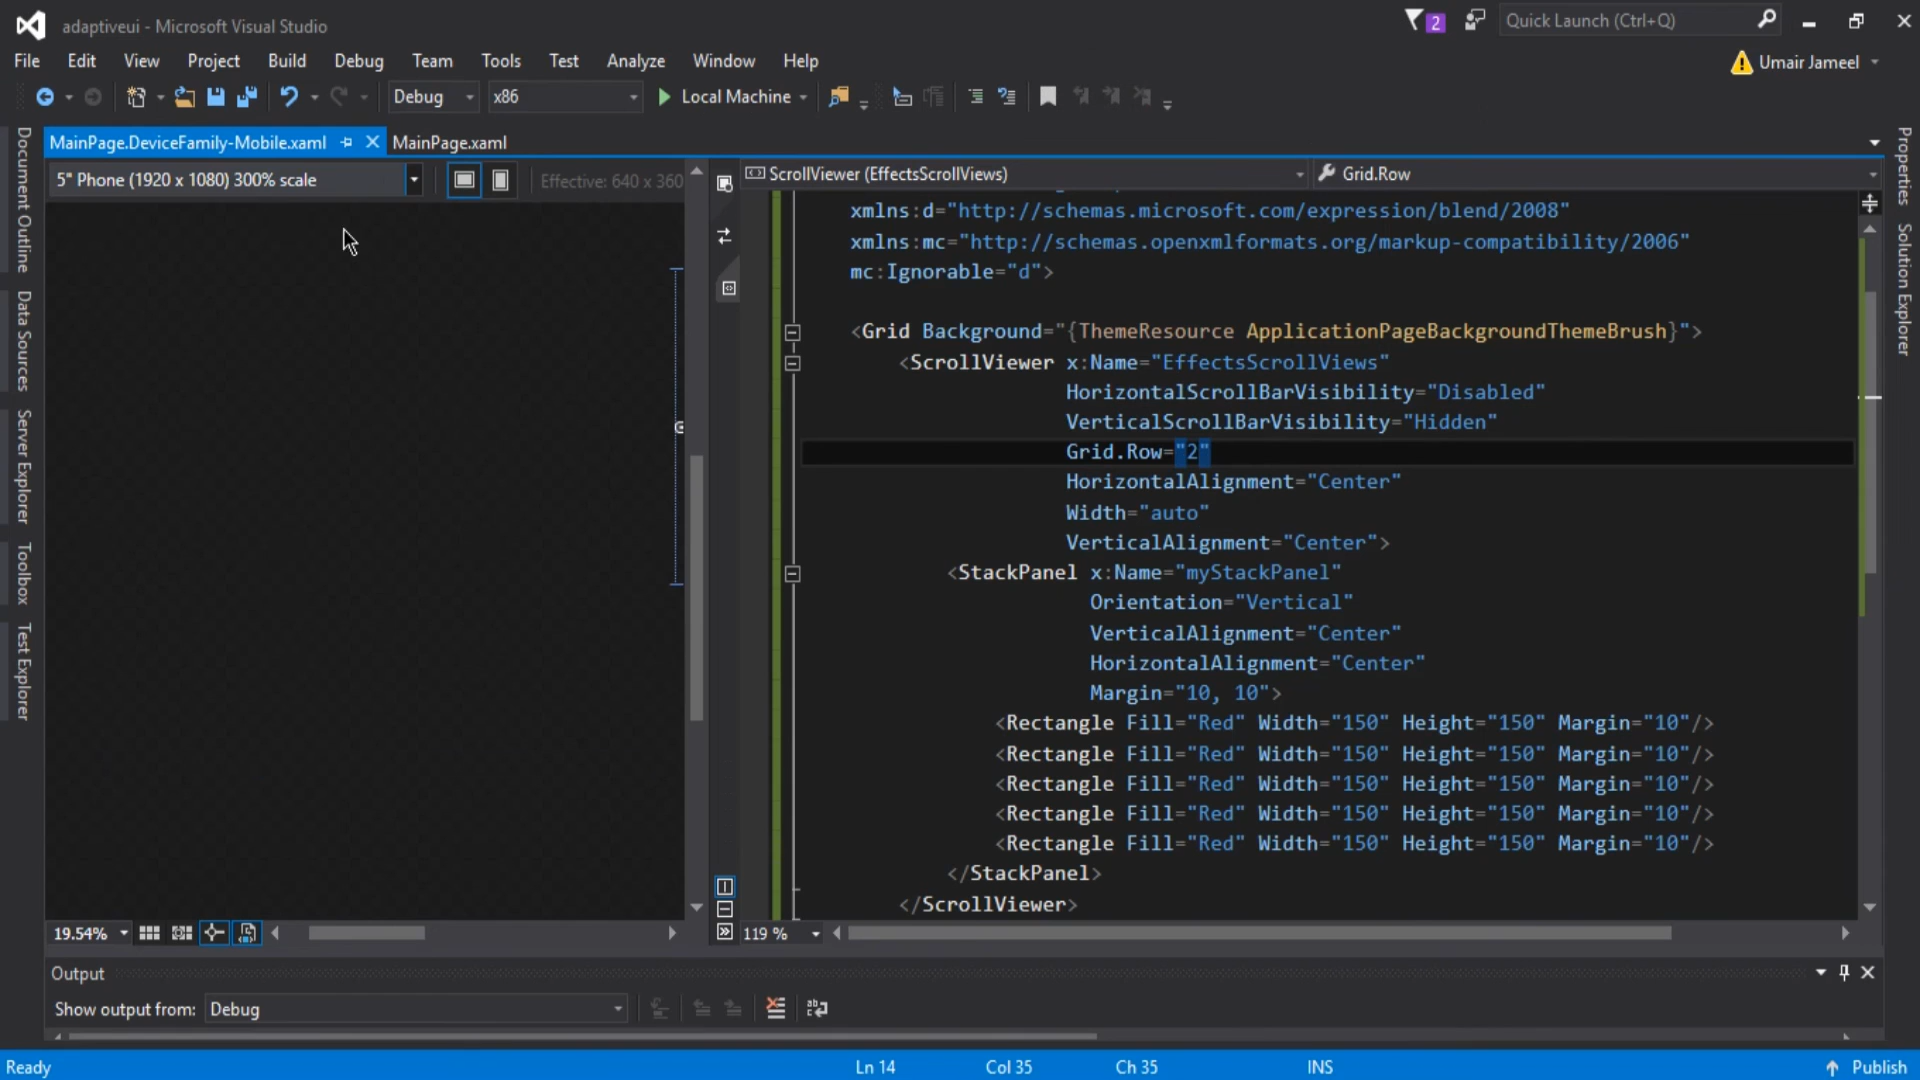 adaptiveui - Microsoft Visual Studio
2
Quick Launch (Ctrl+Q)
File Edit View Project Build Debug Team Tools Test Analyze Window Help
Umair Jameel
Debug x86 Local Machine
MainPage.DeviceFamily-Mobile.xaml MainPage.xaml
5" Phone (1920 x 1080) 300% scale
Effective: 640 x 360
ScrollViewer (EffectsScrollViews)
Grid.Row
xmlns:d="http://schemas.microsoft.com/expression/blend/2008"
xmlns:mc="http://schemas.openxmlformats.org/markup-compatibility/2006"
mc:Ignorable="d">
<Grid Background="{ThemeResource ApplicationPageBackgroundThemeBrush}">
<ScrollViewer x:Name="EffectsScrollViews"
HorizontalScrollBarVisibility="Disabled"
VerticalScrollBarVisibility="Hidden"
Grid.Row="2"
HorizontalAlignment="Center"
Width="auto"
VerticalAlignment="Center">
<StackPanel x:Name="myStackPanel"
Orientation="Vertical"
VerticalAlignment="Center"
HorizontalAlignment="Center"
Margin="10, 10">
<Rectangle Fill="Red" Width="150" Height="150" Margin="10"/>
<Rectangle Fill="Red" Width="150" Height="150" Margin="10"/>
<Rectangle Fill="Red" Width="150" Height="150" Margin="10"/>
<Rectangle Fill="Red" Width="150" Height="150" Margin="10"/>
<Rectangle Fill="Red" Width="150" Height="150" Margin="10"/>
</StackPanel>
</ScrollViewer>
Document Outline
Data Sources
Server Explorer
Toolbox
Test Explorer
Properties
Solution Explorer
19.54%
119 %
Output
Show output from: Debug
Ready
Ln 14
Col 35
Ch 35
INS
Publish